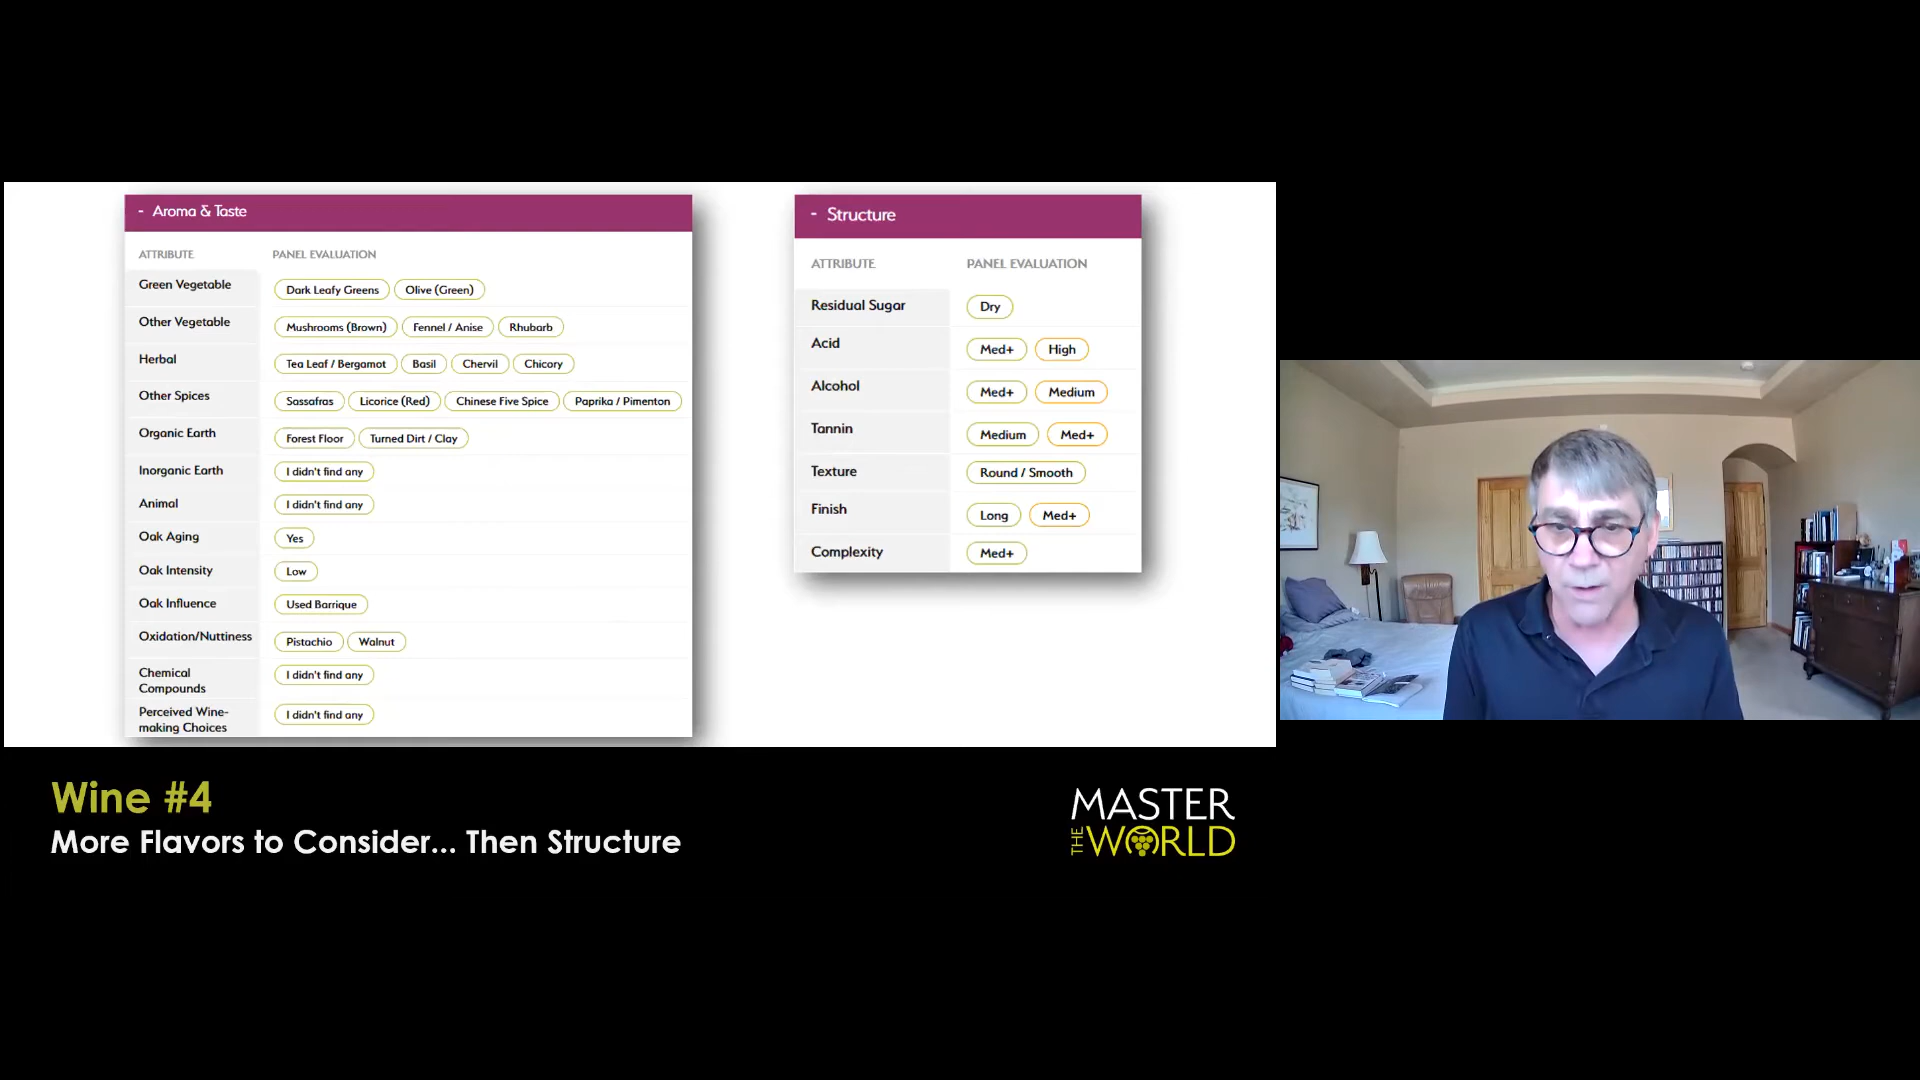 - Aroma & Taste
ATTRIBUTE PANEL EVALUATION
Green Vegetable Dark Leafy Greens Olive (Green)
Other Vegetable Mushrooms (Brown) Fennel / Anise Rhubarb
Herbal Tea Leaf / Bergamot Basil Chervil Chicory
Other Spices Sassafras Licorice (Red) Chinese Five Spice Paprika / Pimenton
Organic Earth Forest Floor Turned Dirt / Clay
Inorganic Earth I didn't find any
Animal I didn't find any
Oak Aging Yes
Oak Intensity Low
Oak Influence Used Barrique
Oxidation/Nuttiness Pistachio Walnut
Chemical
Compounds I didn't find any
Perceived Wine-
making Choices I didn't find any
- Structure
ATTRIBUTE PANEL EVALUATION
Residual Sugar Dry
Acid Med+ High
Alcohol Med+ Medium
Tannin Medium Med+
Texture Round / Smooth
Finish Long Med+
Complexity Med+
Wine #4
More Flavors to Consider... Then Structure
MASTER
THE WORLD